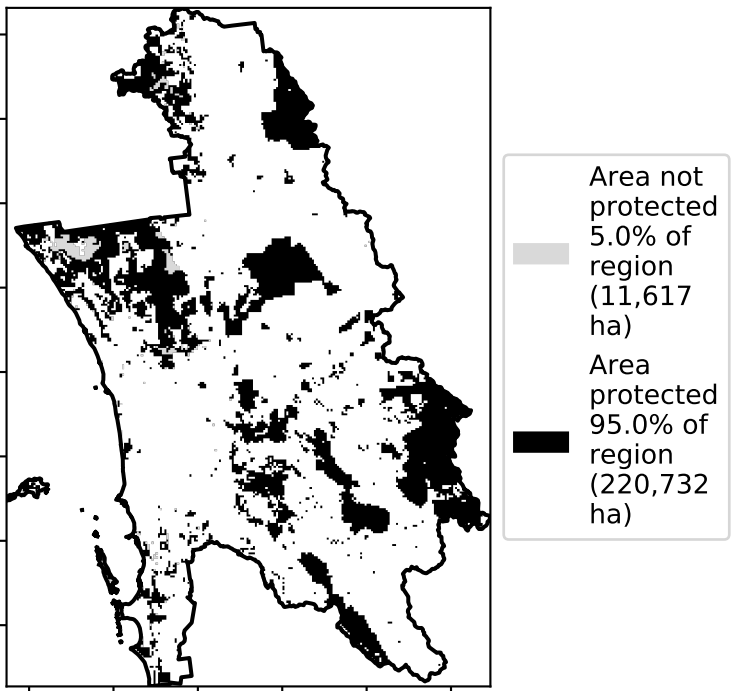 Area not
protected
5.0% of
region
(11,617
ha)
Area
protected
95.0% of
region
(220,732
ha)